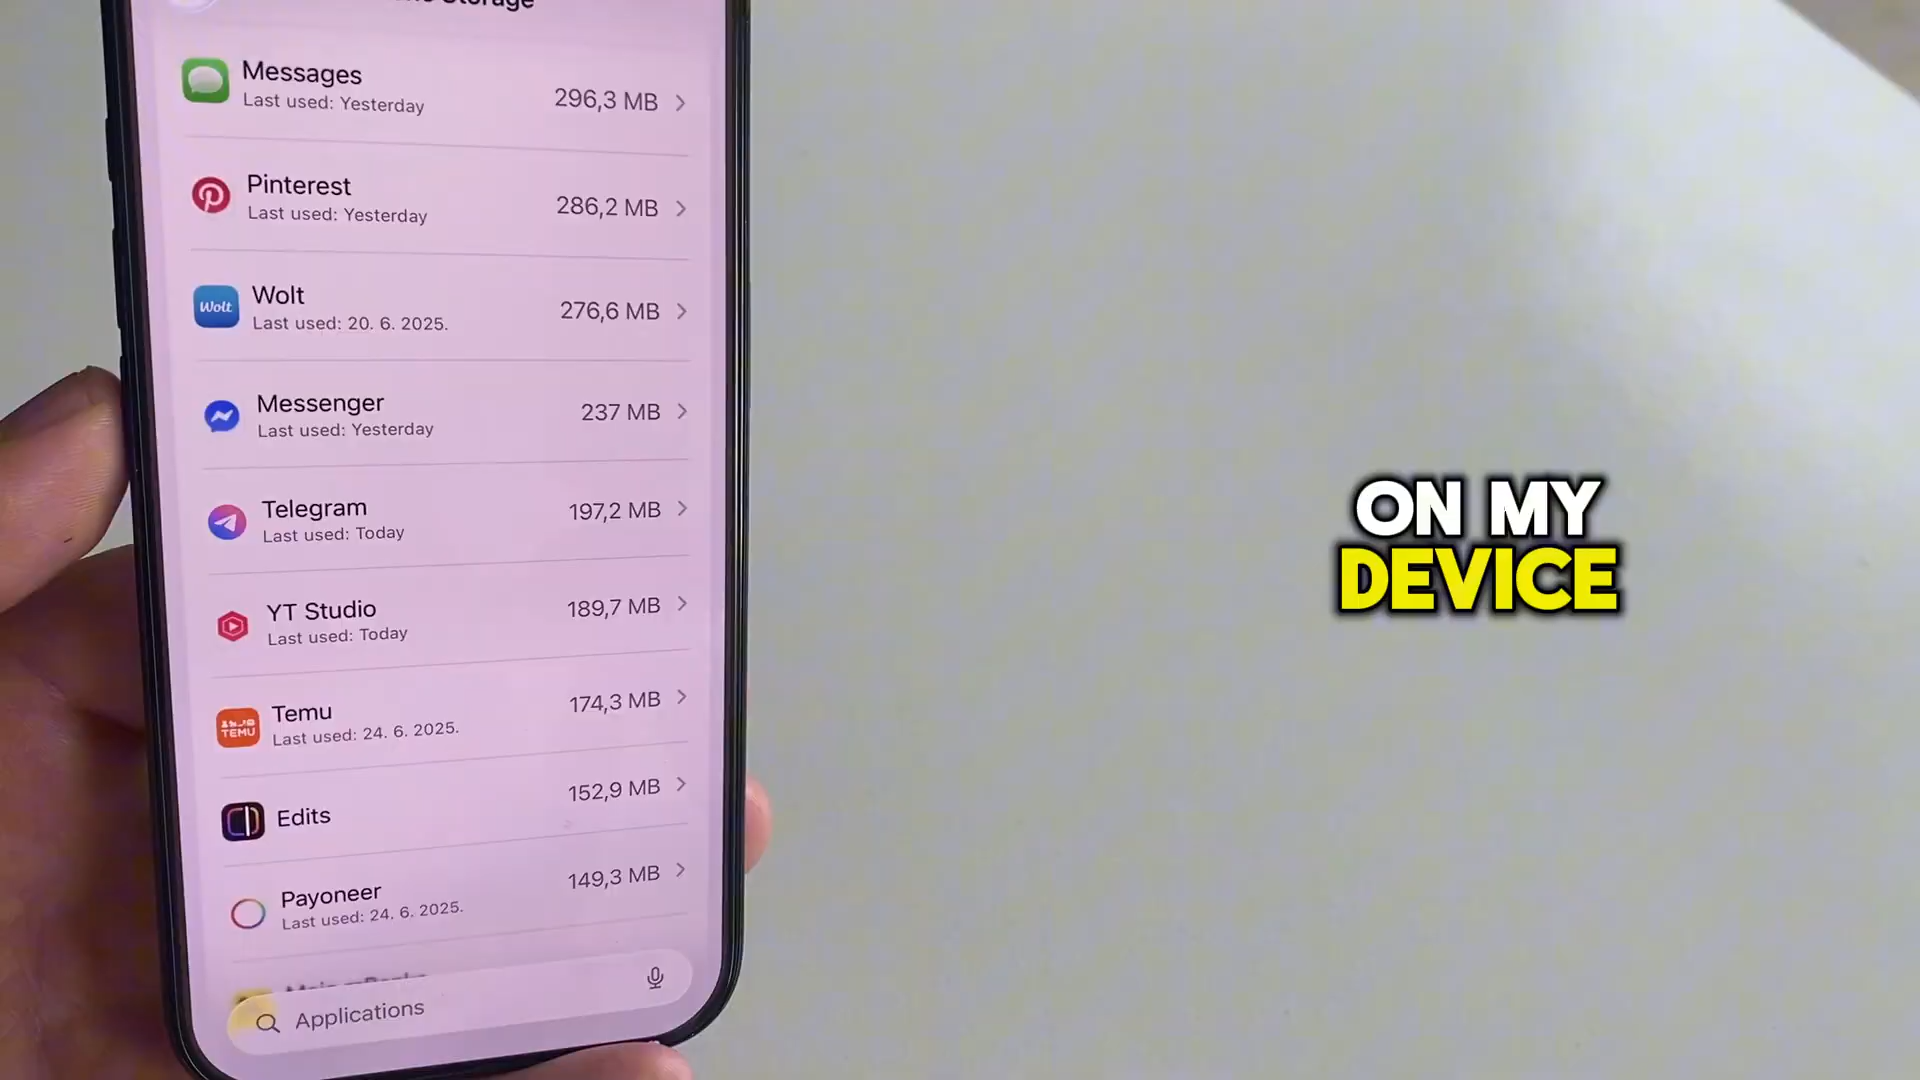 Storage
Messages
Last used: Yesterday
296,3 MB
Pinterest
Last used: Yesterday
286,2 MB
Wolt
Wolt
Last used: 20. 6. 2025.
276,6 MB
Messenger
Last used: Yesterday
237 MB
Telegram
Last used: Today
197,2 MB
YT Studio
Last used: Today
189,7 MB
TEMU
Temu
Last used: 24. 6. 2025.
174,3 MB
Edits
152,9 MB
Payoneer
Last used: 24. 6. 2025.
149,3 MB
Applications
ON MY
DEVICE